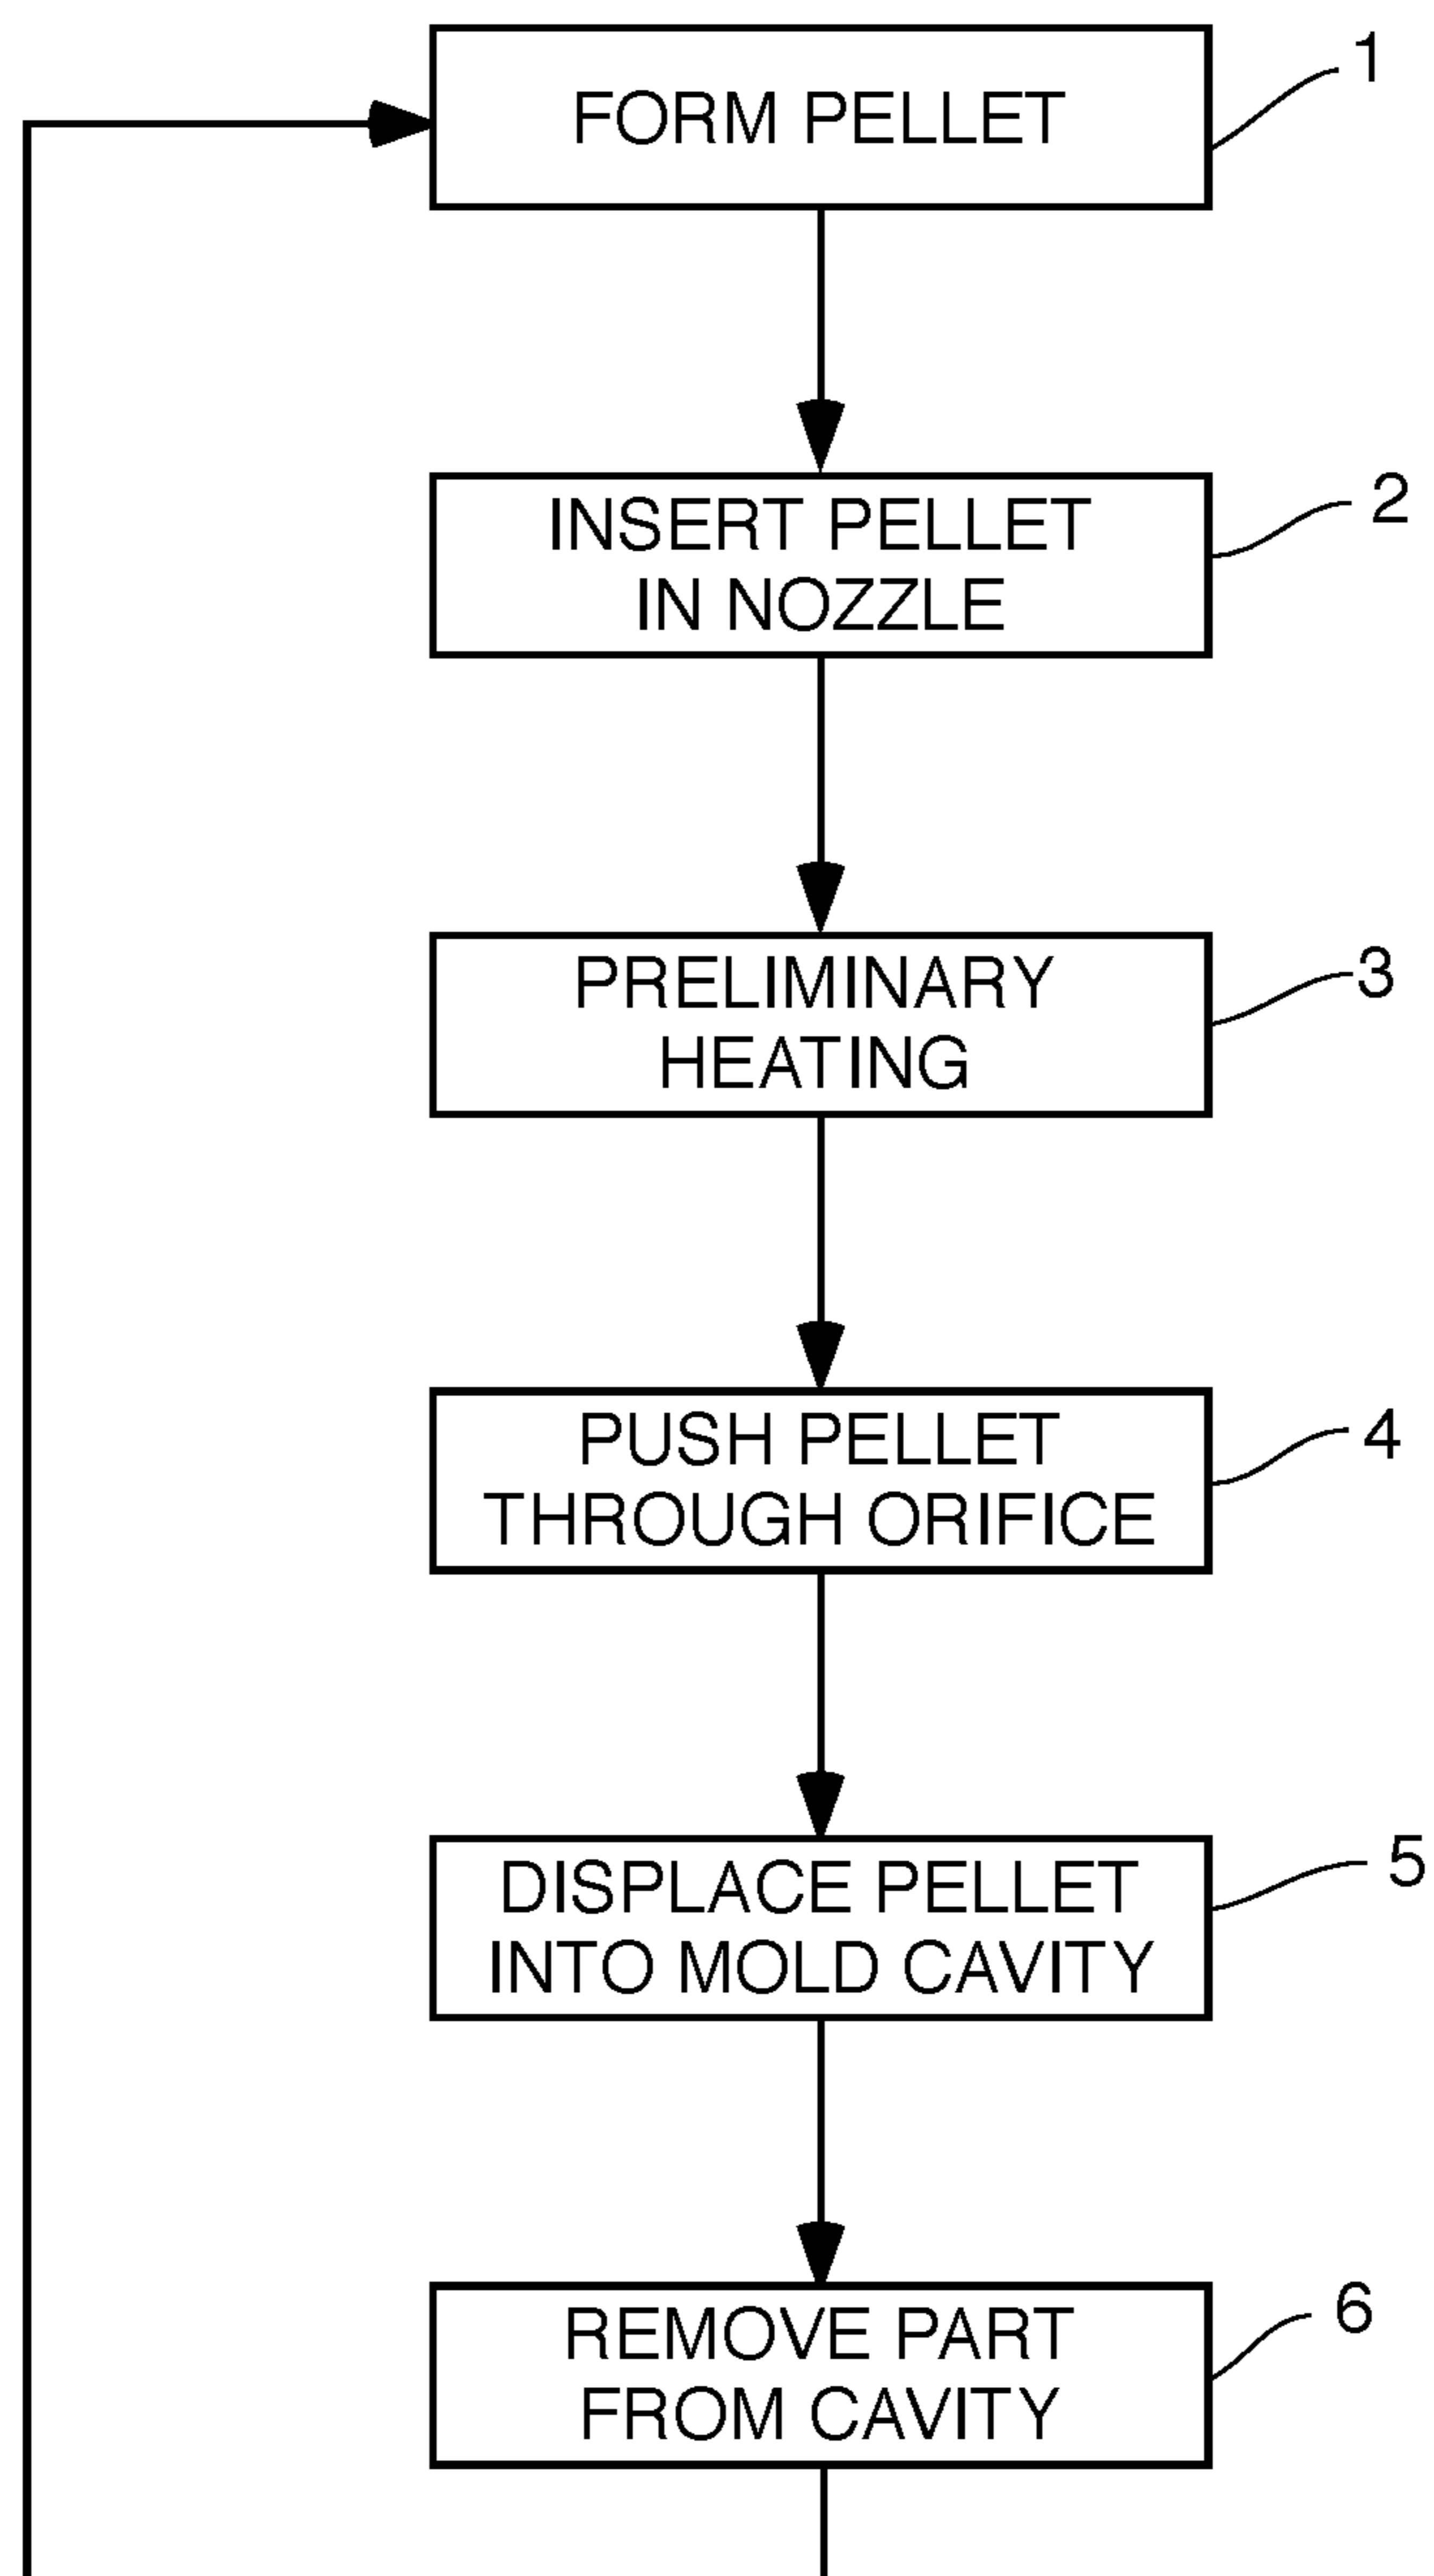 FORM PELLET
1
INSERT PELLET
IN NOZZLE
2
PRELIMINARY
HEATING
3
PUSH PELLET
THROUGH ORIFICE
4
DISPLACE PELLET
INTO MOLD CAVITY
5
REMOVE PART
FROM CAVITY
6